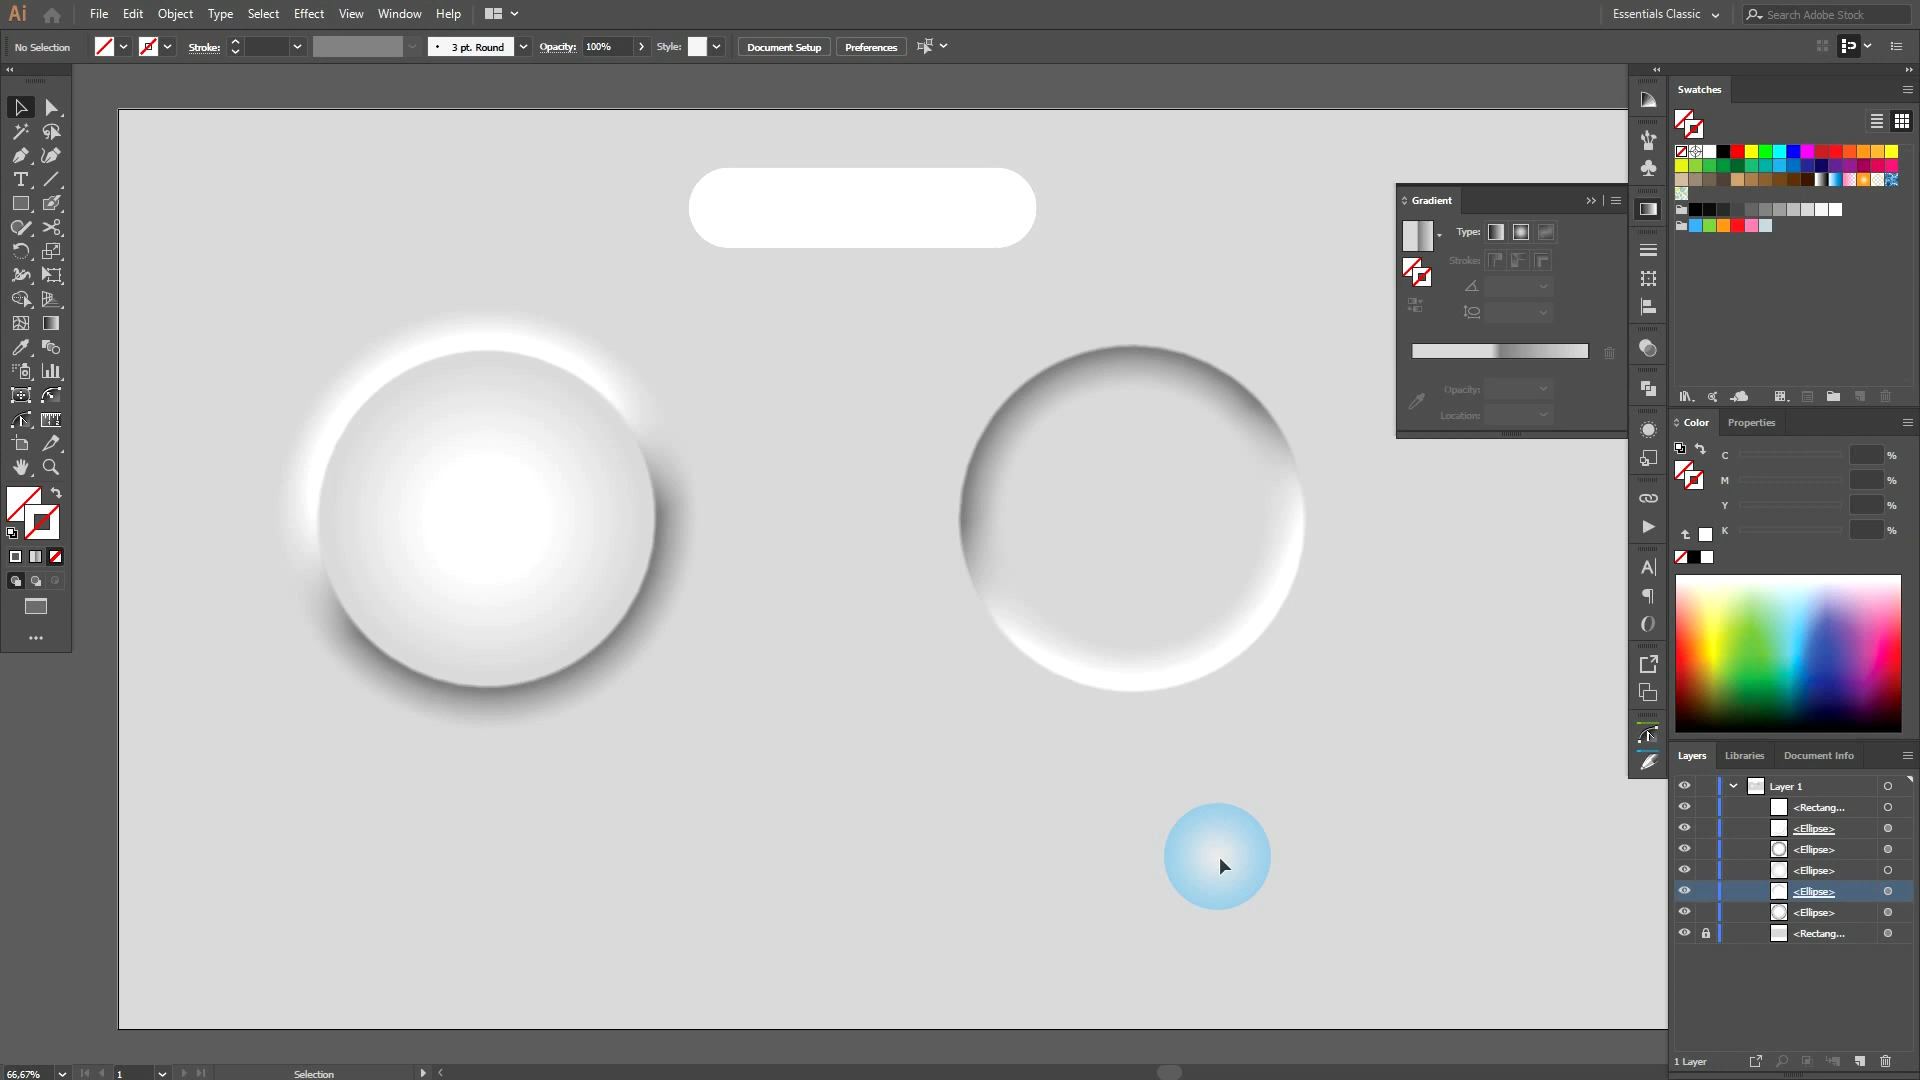 Ai File Edit Object Type Select Effect View Window Help
Essentials Classic
Search Adobe Stock
No Selection Stroke: 3 pt. Round Opacity: 100% Style: Document Setup Preferences
Swatches
Gradient
Type:
Stroke:
Opacity:
Location:
Color Properties
C %
M %
Y %
K %
Layers Libraries Document Info
Layer 1
<Rectang...
<Ellipse>
<Ellipse>
<Ellipse>
<Ellipse>
<Ellipse>
<Rectang...
1 Layer
66,67% 1 Selection